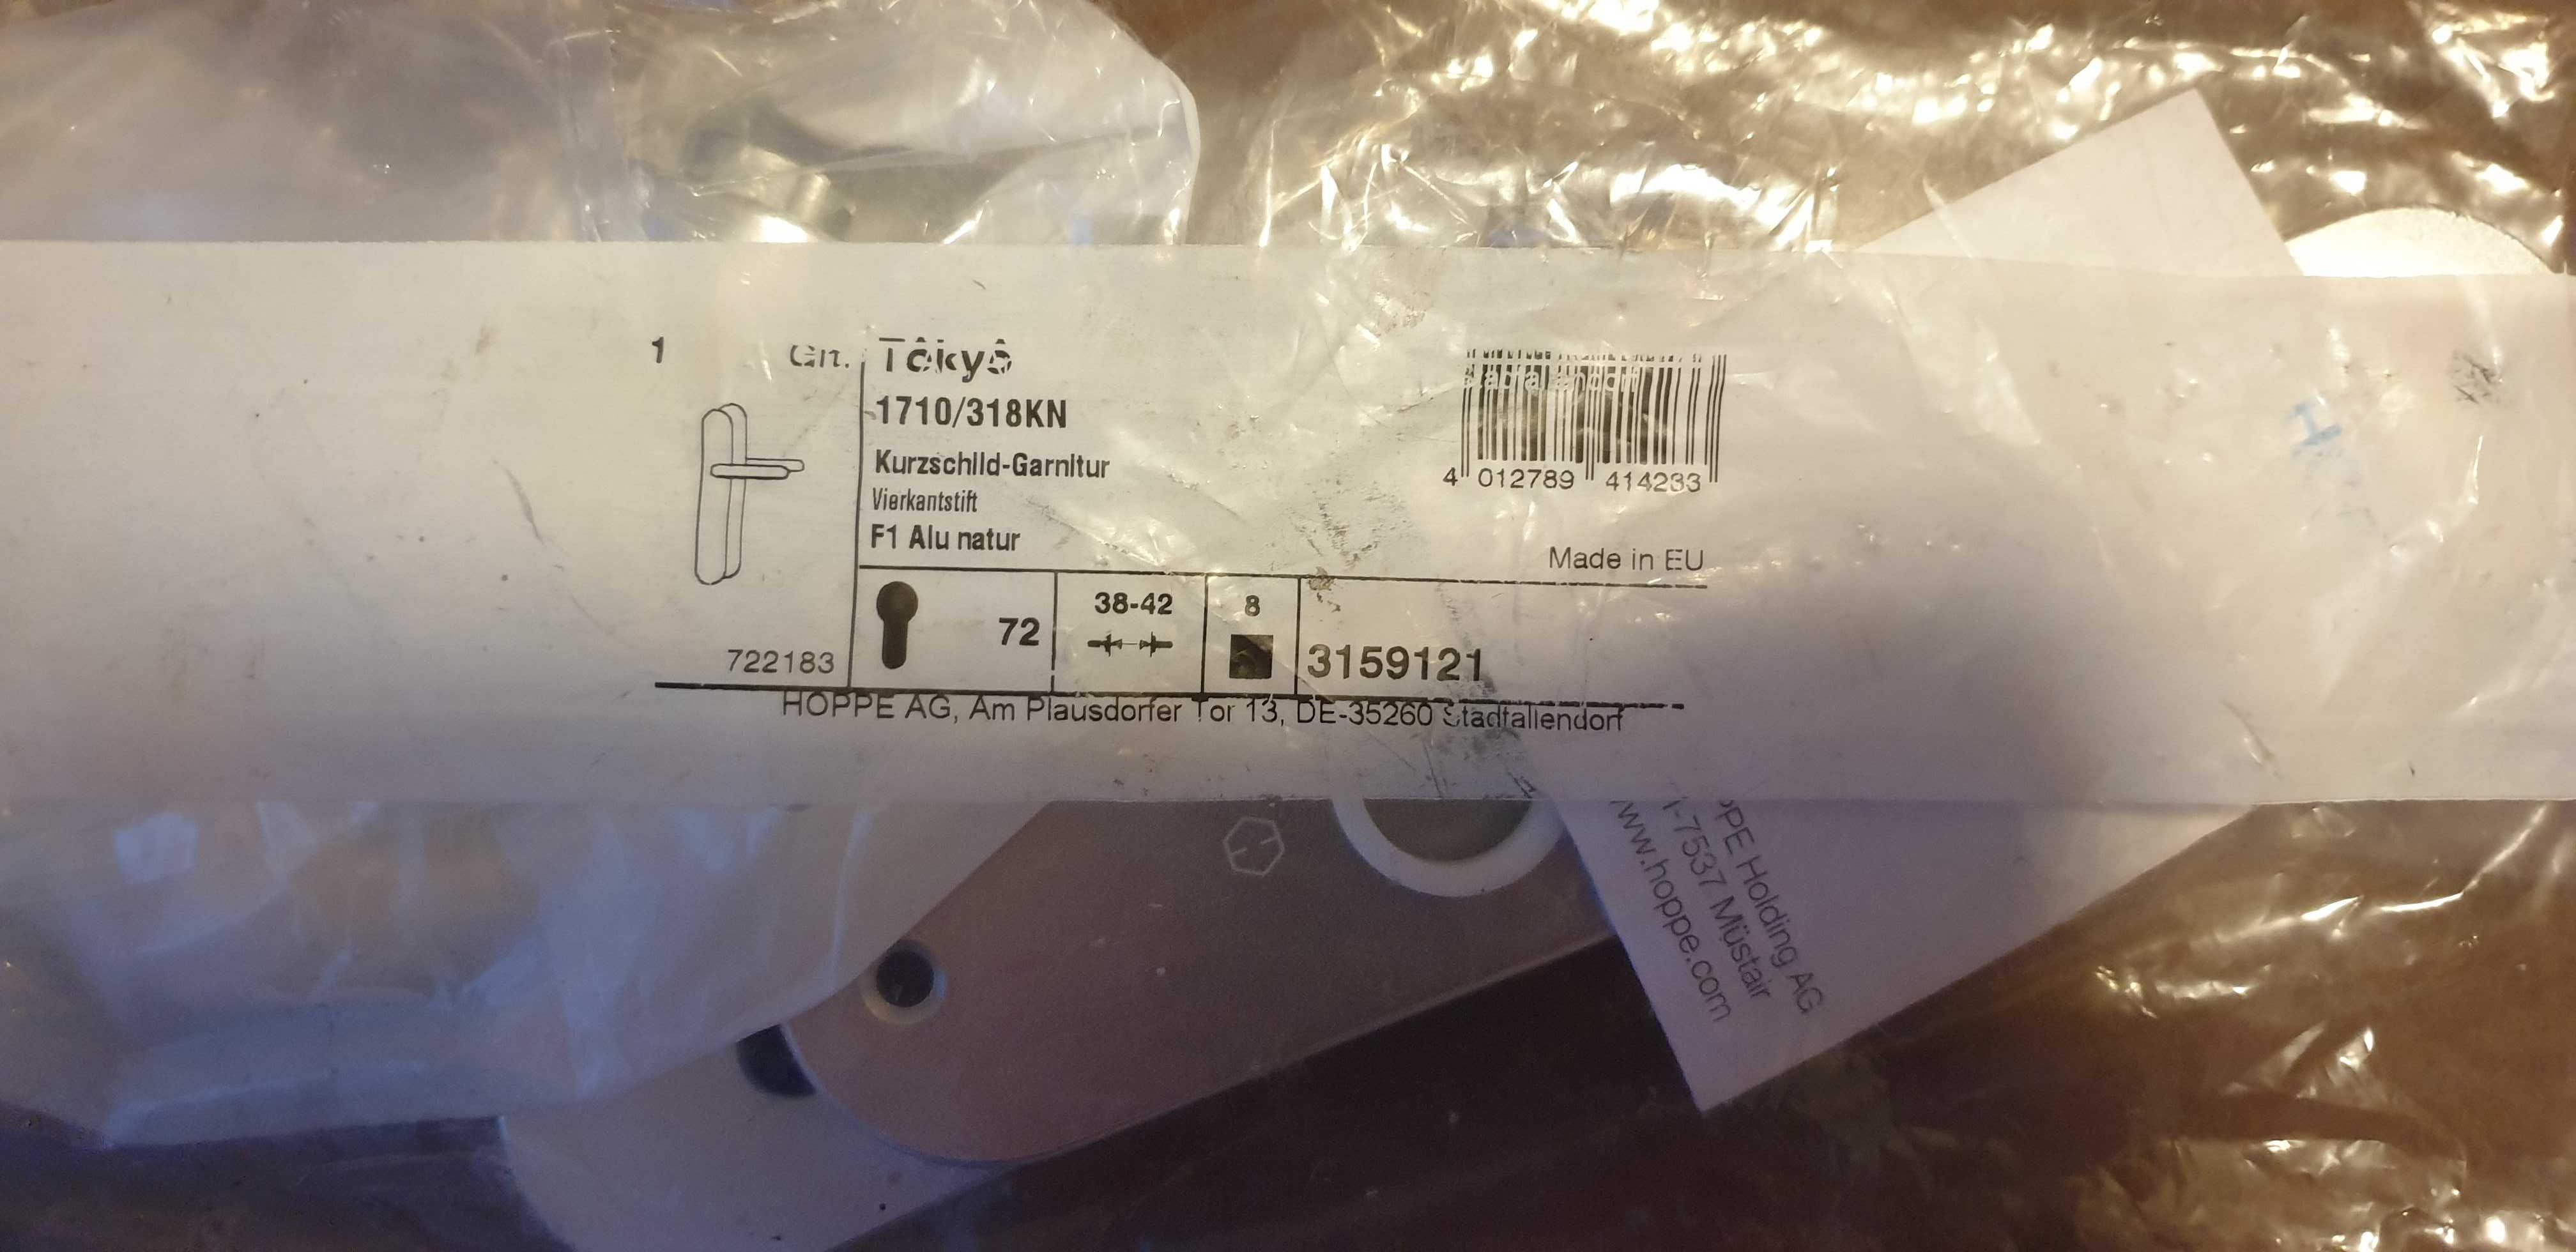 1 Grt. Tôkyô
1710/318KN
Kurzschild-Garnitur
Vierkantstift
F1 Alu natur
4 012789 414233
Made in EU
72
38-42
8
722183
3159121
HOPPE AG, Am Plausdorfer Tor 13, DE-35260 Stadtallendorf
OPPE Holding AG
-7537 Müstair
www.hoppe.com